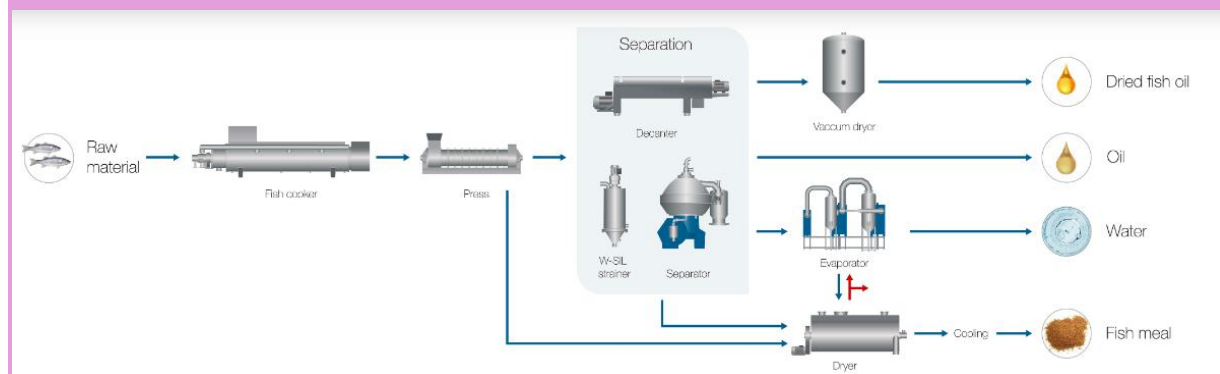 Separation
Decanter
Vaccum dryer
Dried fish oil
Raw
material
Fish cooker
Press
Oil
W-SIL
strainer
Separator
Evaporator
Water
Dryer
Cooling
Fish meal